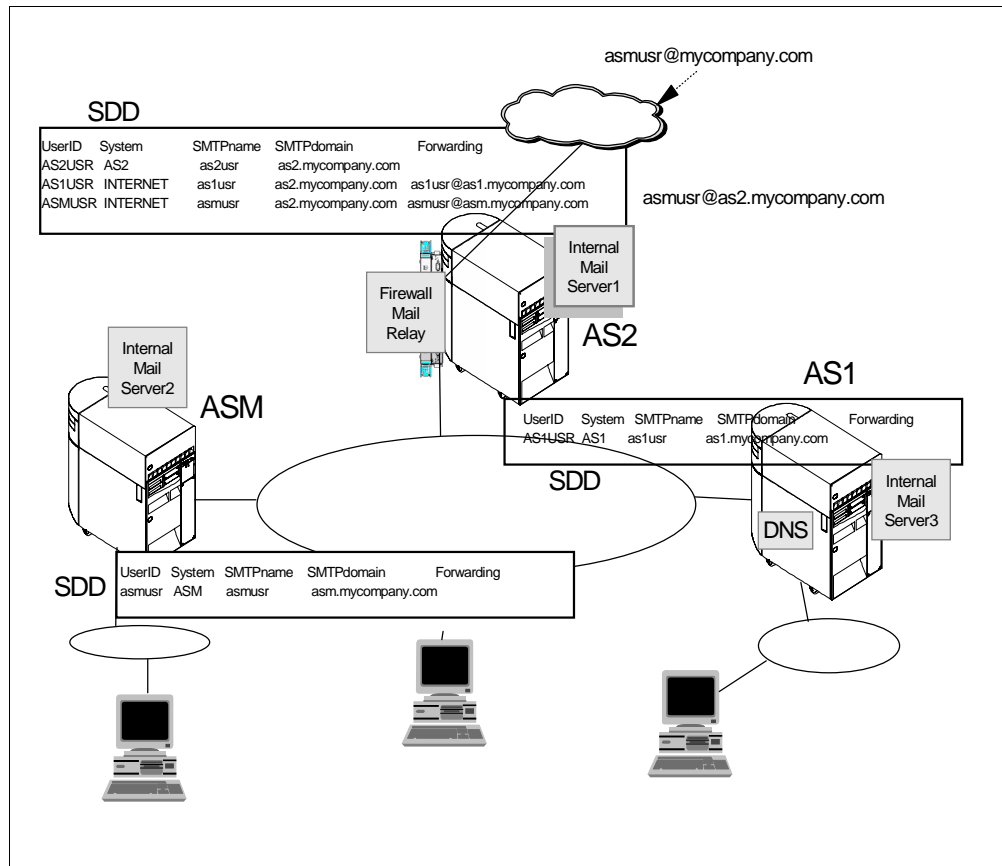 asmusr@mycompany.com
SDD
UserID System SMTPname SMTPdomain Forwarding
AS2USR AS2 as2usr as2.mycompany.com
AS1USR INTERNET as1usr as2.mycompany.com as1usr@as1.mycompany.com
ASMUSR INTERNET asmusr as2.mycompany.com asmusr@asm.mycompany.com
asmusr@as2.mycompany.com
Internal
Mail
Server1
Firewall
Mail
Relay
AS2
Internal
Mail
Server2
ASM
AS1
UserID System SMTPname SMTPdomain Forwarding
AS1USR AS1 as1usr as1.mycompany.com
SDD
Internal
Mail
Server3
DNS
SDD
UserID System SMTPname SMTPdomain Forwarding
asmusr ASM asmusr asm.mycompany.com